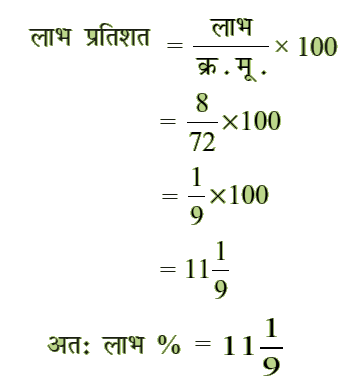 लाभ प्रतिशत = लाभ / क्र . मू . × 100
= 8/72 × 100
= 1/9 × 100
= 11 1/9
अतः लाभ % = 11 1/9